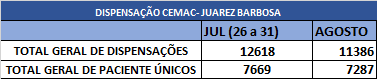 DISPENSAÇÃO CEMAC- JUAREZ BARBOSA
JUL (26 a 31) AGOSTO
TOTAL GERAL DE DISPENSAÇÕES 12618 11386
TOTAL GERAL DE PACIENTE ÚNICOS 7669 7287